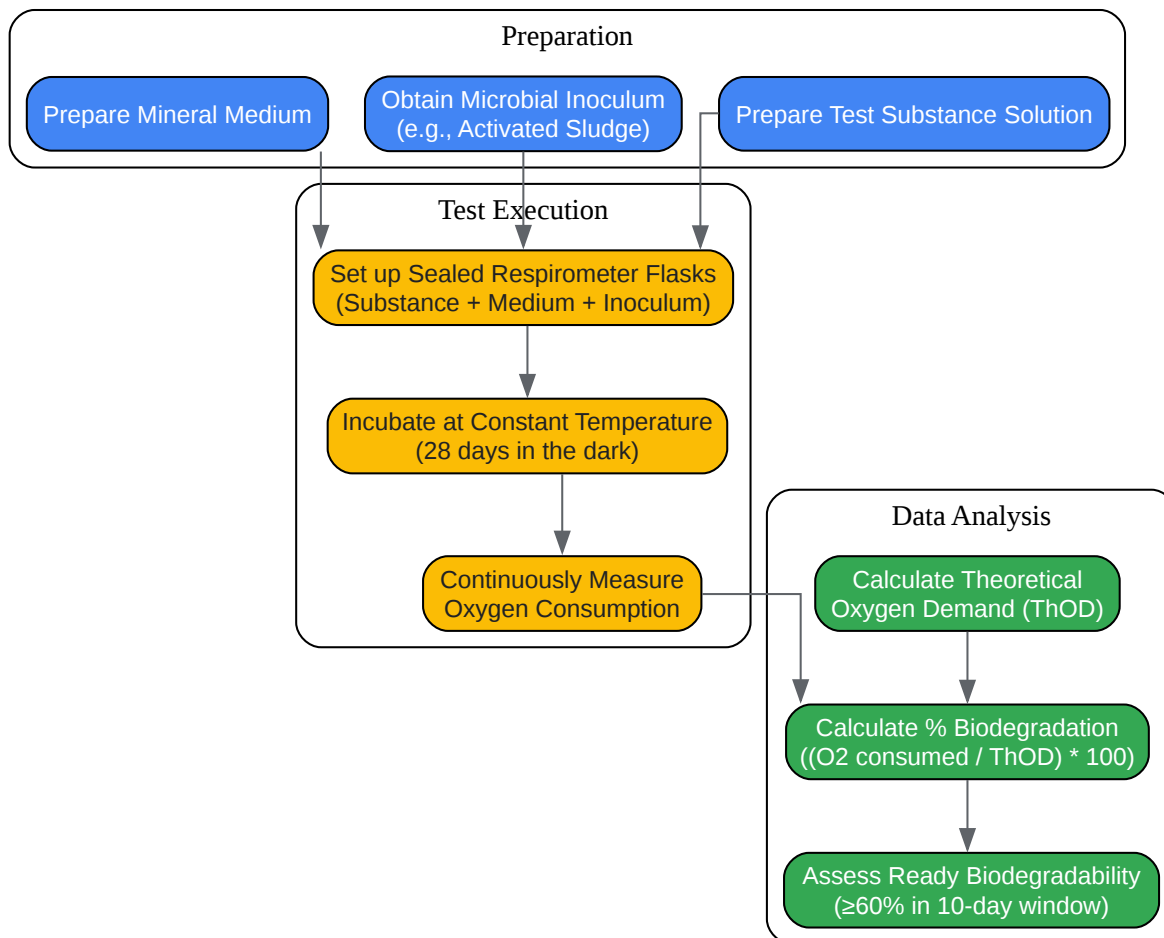 Preparation
Prepare Mineral Medium
Obtain Microbial Inoculum
(e.g., Activated Sludge)
Prepare Test Substance Solution
Test Execution
Set up Sealed Respirometer Flasks
(Substance + Medium + Inoculum)
Incubate at Constant Temperature
(28 days in the dark)
Continuously Measure
Oxygen Consumption
Data Analysis
Calculate Theoretical
Oxygen Demand (ThOD)
Calculate % Biodegradation
((O2 consumed / ThOD) * 100)
Assess Ready Biodegradability
(≥60% in 10-day window)